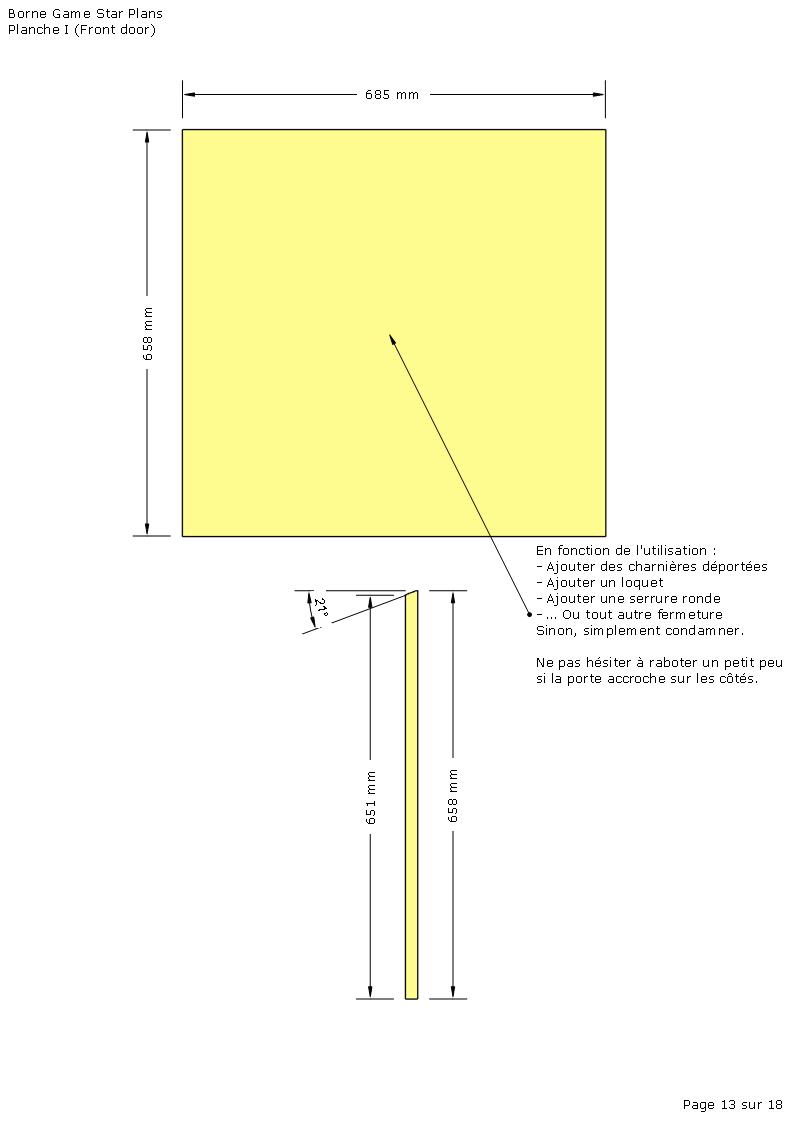 Borne Game Star Plans
Planche I (Front door)
685 mm
658 mm
En fonction de l'utilisation :
- Ajouter des charnières déportées
- Ajouter un loquet
- Ajouter une serrure ronde
- ... Ou tout autre fermeture
Sinon, simplement condamner.
Ne pas hésiter à raboter un petit peu
si la porte accroche sur les côtés.
21°
651 mm
658 mm
Page 13 sur 18